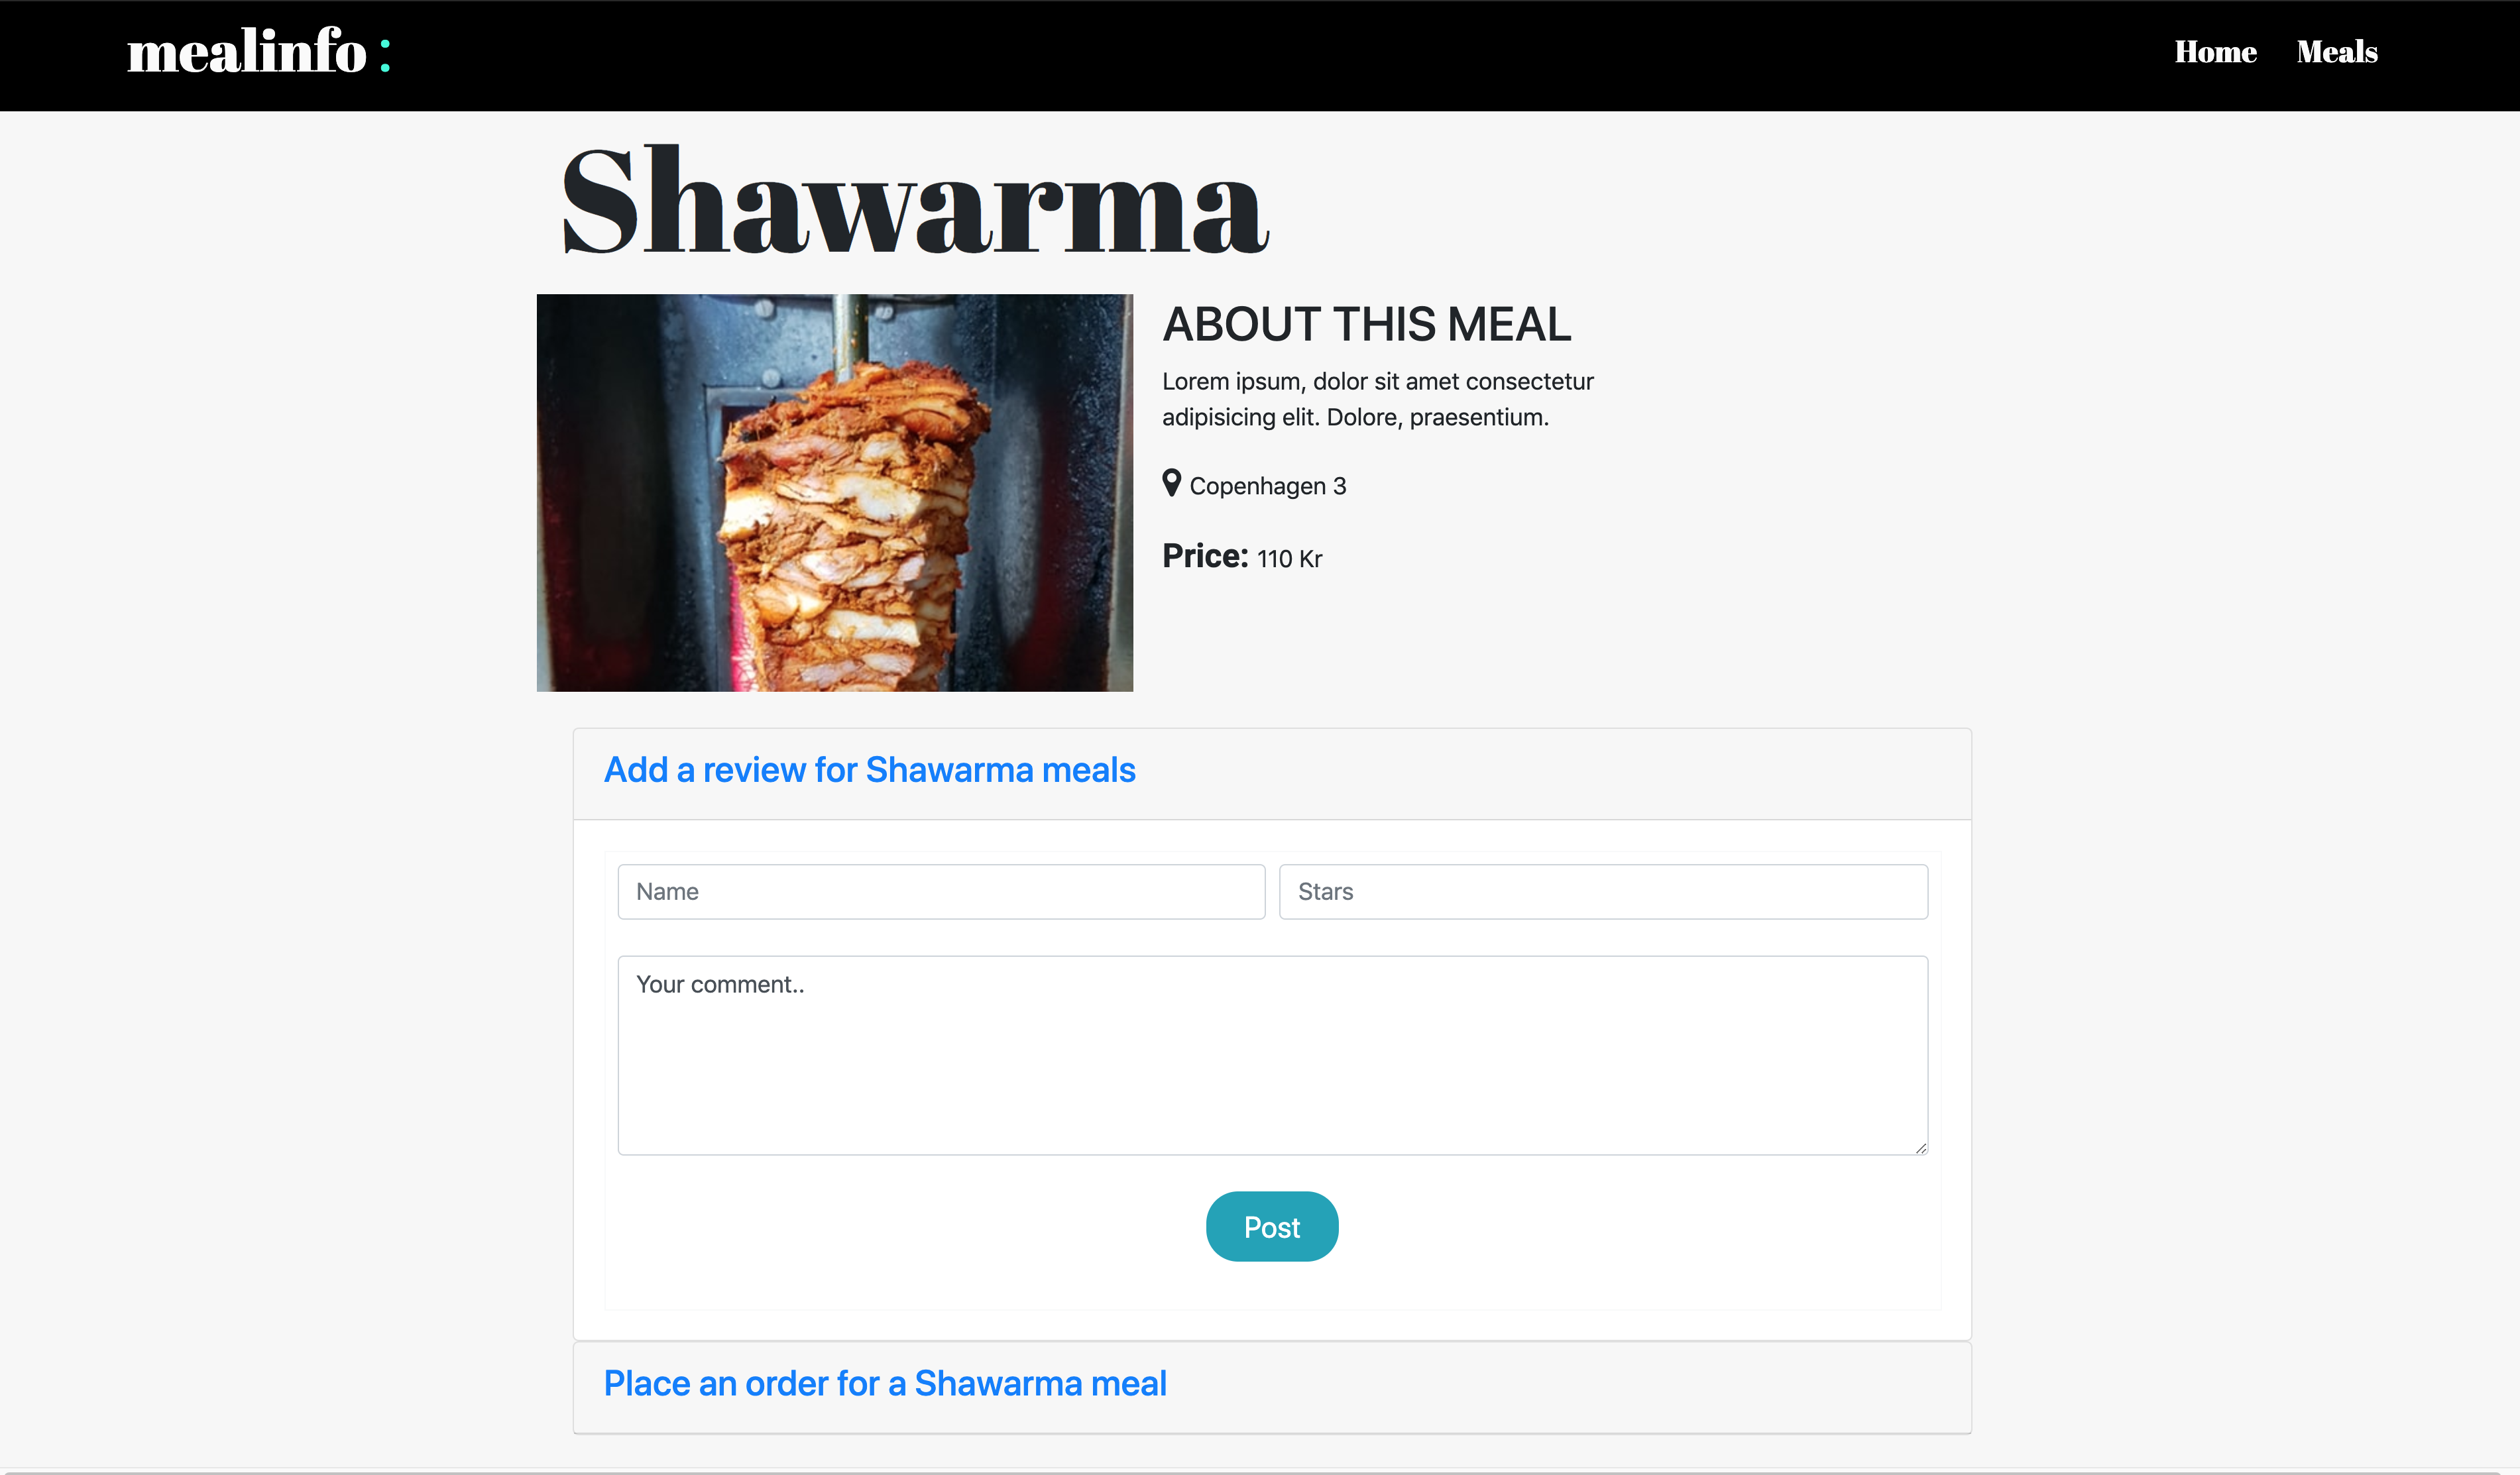 mealinfo :
Home
Meals
Shawarma
ABOUT THIS MEAL
Lorem ipsum, dolor sit amet consectetur
adipisicing elit. Dolore, praesentium.
Copenhagen 3
Price: 110 Kr
Add a review for Shawarma meals
Name
Stars
Your comment..
Post
Place an order for a Shawarma meal